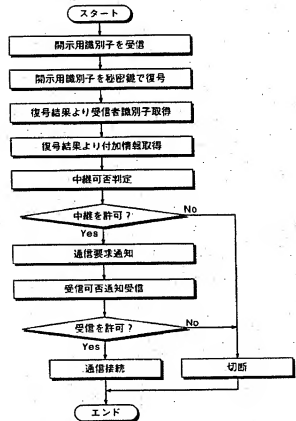 スタート
開示用識別子を受信
開示用識別子を秘密鍵で復号
復号結果より受信者識別子取得
復号結果より付加情報取得
中継可否判定
中継を許可？
No
Yes
通信要求通知
受信可否通知受信
受信を許可？
No
Yes
通信接続
切断
エンド